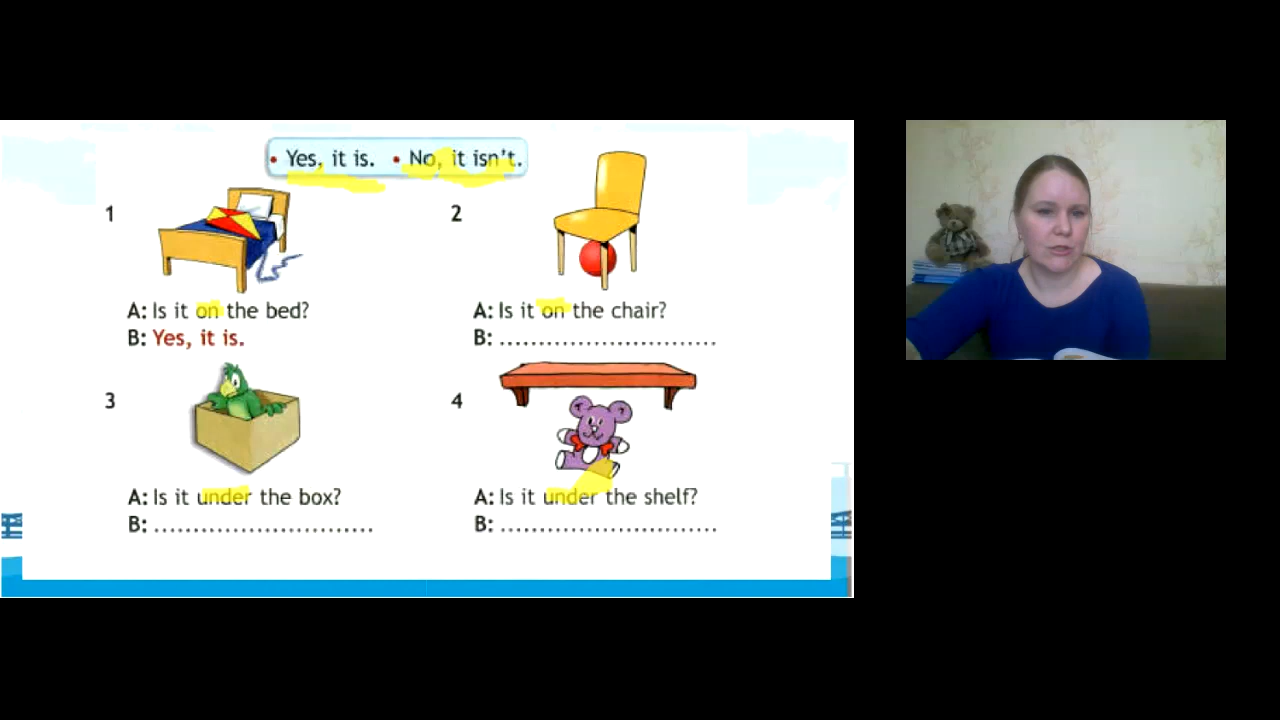 • Yes, it is. • No, it isn't.
1
A: Is it on the bed?
B: Yes, it is.
2
A: Is it on the chair?
B: ............................
3
A: Is it under the box?
B: ............................
4
A: Is it under the shelf?
B: ............................